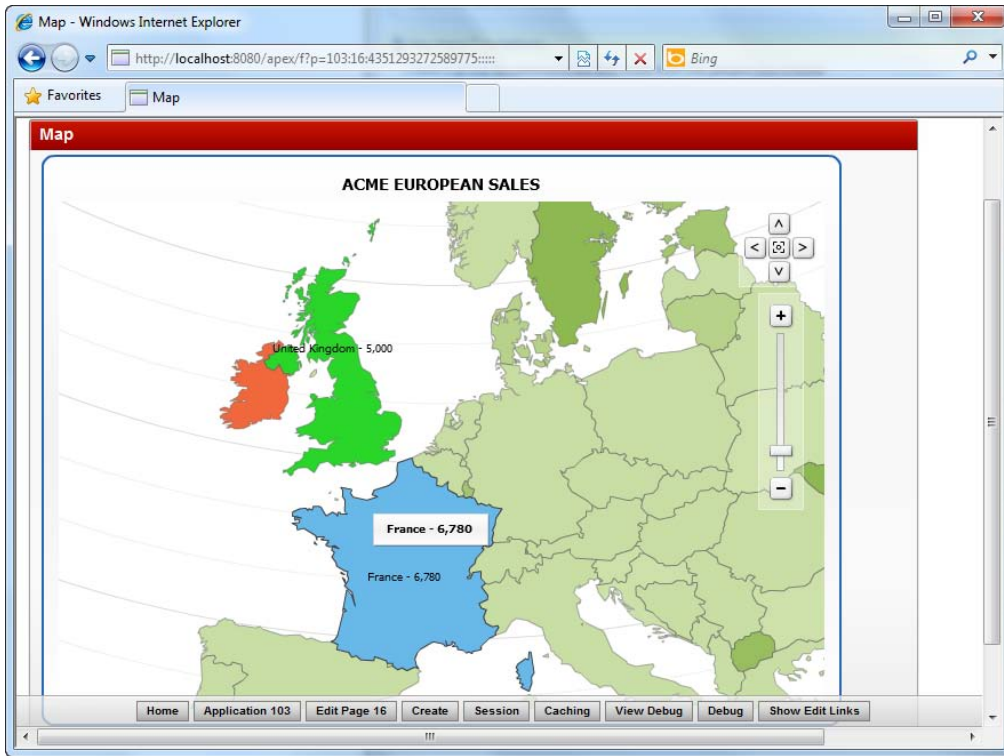 Map - Windows Internet Explorer
http://localhost:8080/apex/f?p=103:16:4351293272589775:::::
Bing
Favorites
Map
Map
ACME EUROPEAN SALES
United Kingdom - 5,000
France - 6,780
France - 6,780
Home Application 103 Edit Page 16 Create Session Caching View Debug Debug Show Edit Links